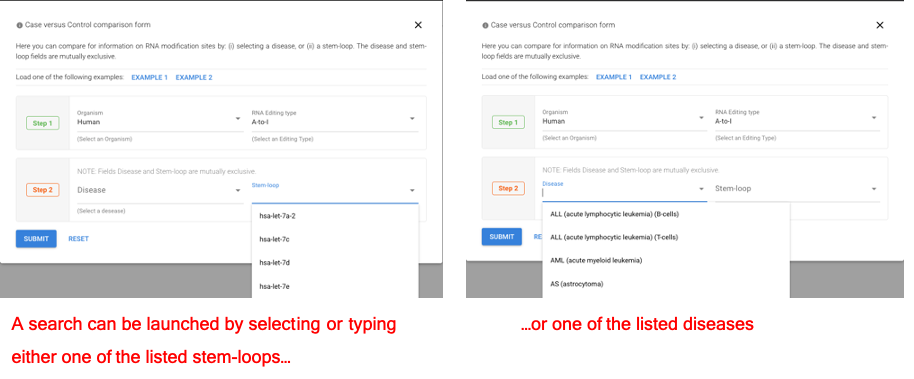 Case versus Control comparison form
Here you can compare for information on RNA modification sites by: (i) selecting a disease, or (ii) a stem-loop. The disease and stem-
loop fields are mutually exclusive.
Load one of the following examples: EXAMPLE 1 EXAMPLE 2
Step 1
Organism
Human
(Select an Organism)
RNA Editing type
A-to-I
(Select an Editing Type)
NOTE: Fields Disease and Stem-loop are mutually exclusive
Step 2
Disease
(Select a desease)
Stem-loop
hsa-let-7a-2
hsa-let-7c
hsa-let-7d
hsa-let-7e
SUBMIT RESET
A search can be launched by selecting or typing
either one of the listed stem-loops…
Case versus Control comparison form
Here you can compare for information on RNA modification sites by: (i) selecting a disease, or (ii) a stem-loop. The disease and stem-
loop fields are mutually exclusive.
Load one of the following examples: EXAMPLE 1 EXAMPLE 2
Step 1
Organism
Human
(Select an Organism)
RNA Editing type
A-to-I
(Select an Editing Type)
NOTE: Fields Disease and Stem-loop are mutually exclusive
Step 2
Disease
Stem-loop
ALL (acute lymphocytic leukemia) (B-cells)
ALL (acute lymphocytic leukemia) (T-cells)
AML (acute myeloid leukemia)
AS (astrocytoma)
SUBMIT RE
…or one of the listed diseases